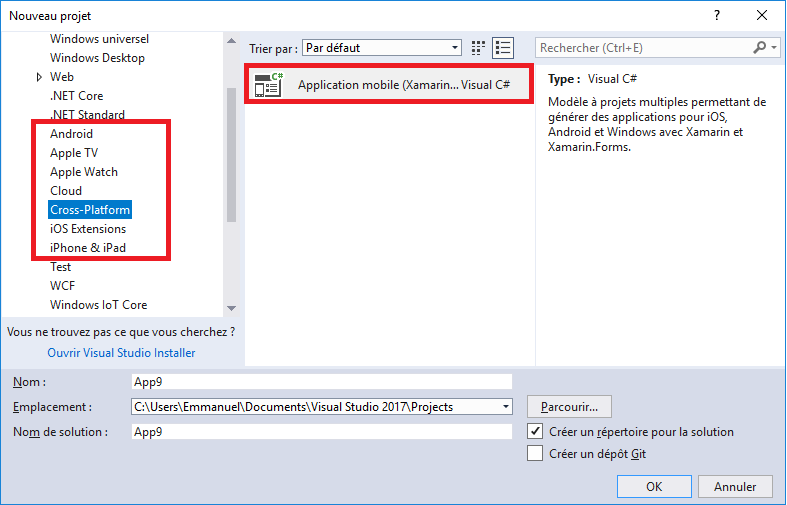 Nouveau projet
? ×
Windows universel
Windows Desktop
Web
.NET Core
.NET Standard
Android
Apple TV
Apple Watch
Cloud
Cross-Platform
iOS Extensions
iPhone & iPad
Test
WCF
Windows IoT Core
Vous ne trouvez pas ce que vous cherchez ?
Ouvrir Visual Studio Installer
Trier par : Par défaut
C#
Application mobile (Xamarin... Visual C#
Rechercher (Ctrl+E)
Type : Visual C#
Modèle à projets multiples permettant de
générer des applications pour iOS,
Android et Windows avec Xamarin et
Xamarin.Forms.
Nom : App9
Emplacement : C:\Users\Emmanuel\Documents\Visual Studio 2017\Projects Parcourir...
Nom de solution : App9
Créer un répertoire pour la solution
Créer un dépôt Git
OK Annuler